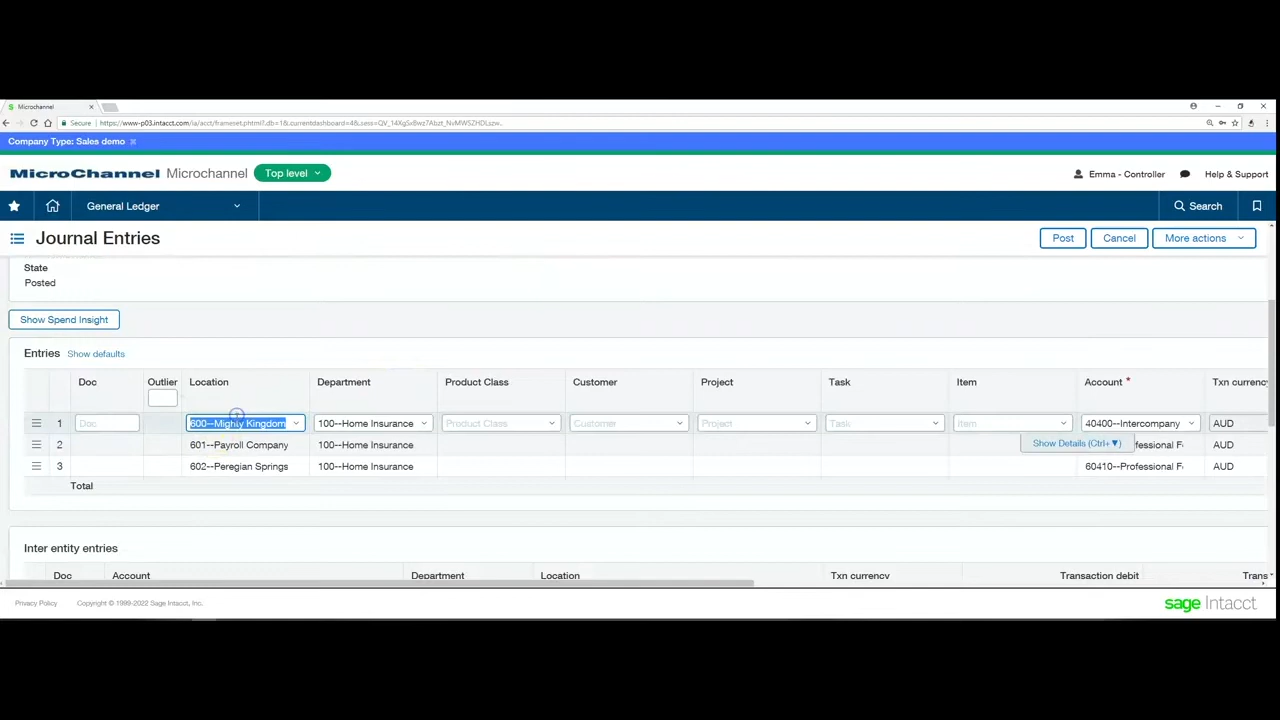 Microchannel
Secure
Company Type: Sales demo
MicroChannel Microchannel Top level Emma - Controller Help & Support
General Ledger Search
Journal Entries Post Cancel More actions
State
Posted
Show Spend Insight
Entries Show defaults
Doc Outlier Location Department Product Class Customer Project Task Item Account * Txn currency
1 Doc 600--Mighty Kingdom 100--Home Insurance Product Class Customer Project Task Item 40400--Intercompany AUD
2 601--Payroll Company 100--Home Insurance Show Details (Ctrl+▼) AUD
3 602--Peregian Springs 100--Home Insurance 60410--Professional F AUD
Total
Inter entity entries
Doc Account Department Location Txn currency Transaction debit Trans
Privacy Policy Copyright © 1999-2022 Sage Intacct, Inc. sage Intacct